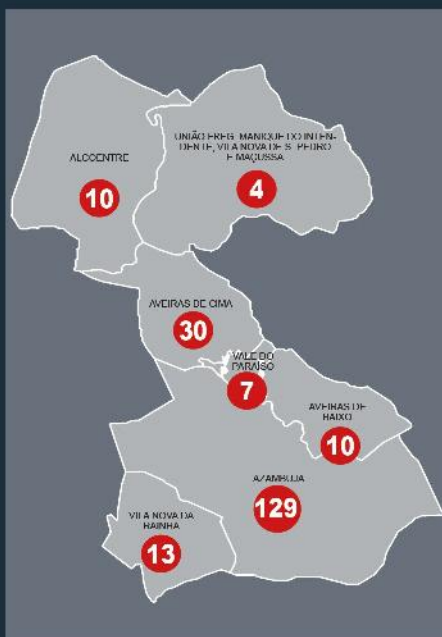 UNIÃO FREG. MANIQUE DO INTEN-
DENTE, VILA NOVA DE S. PEDRO
E MAÇUSSA
ALCOENTRE
4
10
AVEIRAS DE CIMA
30
VALE DO
PARAÍSO
7
AVEIRAS DE
BAIXO
10
AZAMBUJA
129
VILA NOVA DA
RAINHA
13